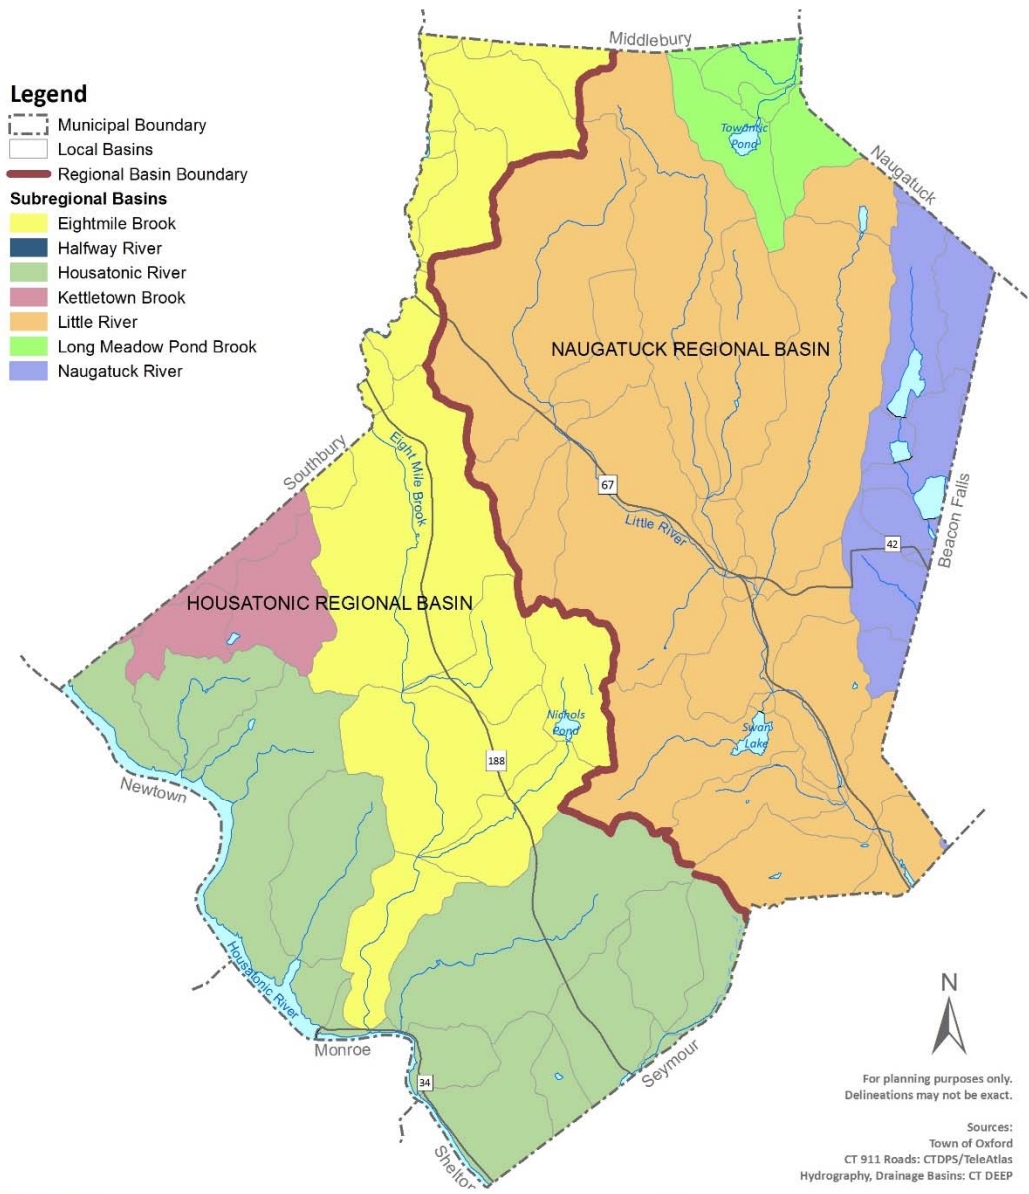 Middlebury
Legend
Municipal Boundary
Local Basins
Regional Basin Boundary
Subregional Basins
Eightmile Brook
Halfway River
Housatonic River
Kettletown Brook
Little River
Long Meadow Pond Brook
Naugatuck River
Towantic
Pond
Naugatuck
NAUGATUCK REGIONAL BASIN
Southbury
Eight Mile Brook
67
Little River
42
Beacon Falls
HOUSATONIC REGIONAL BASIN
Nichols
Pond
Swan
Lake
188
Newtown
Housatonic River
Monroe
34
Seymour
Shelton
N
For planning purposes only.
Delineations may not be exact.
Sources:
Town of Oxford
CT 911 Roads: CTDPS/TeleAtlas
Hydrography, Drainage Basins: CT DEEP